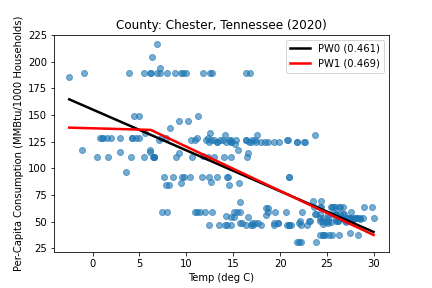 County: Chester, Tennessee (2020)
Per-Capita Consumption (MMBtu/1000 Households)
225
200
175
150
125
100
75
50
25
PW0 (0.461)
PW1 (0.469)
0 5 10 15 20 25 30
Temp (deg C)